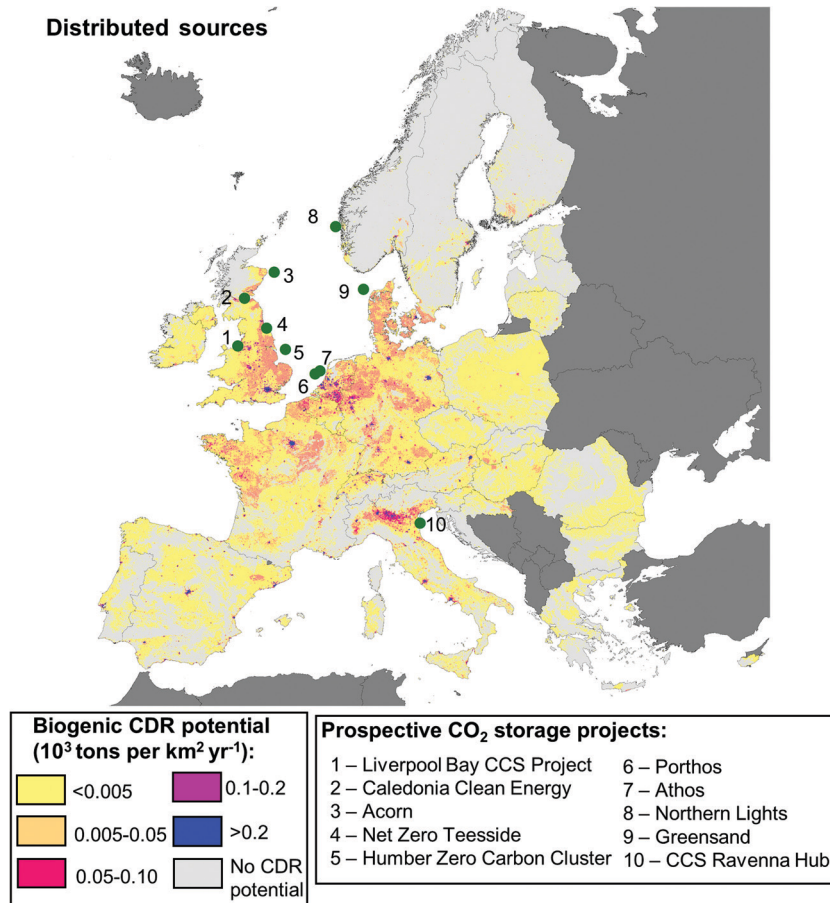 Distributed sources
8
3
9
2
4
1
5
7
6
10
Biogenic CDR potential
(10³ tons per km² yr⁻¹):
<0.005
0.1-0.2
0.005-0.05
>0.2
0.05-0.10
No CDR
potential
Prospective CO₂ storage projects:
1 – Liverpool Bay CCS Project
2 – Caledonia Clean Energy
3 – Acorn
4 – Net Zero Teesside
5 – Humber Zero Carbon Cluster
6 – Porthos
7 – Athos
8 – Northern Lights
9 – Greensand
10 – CCS Ravenna Hub